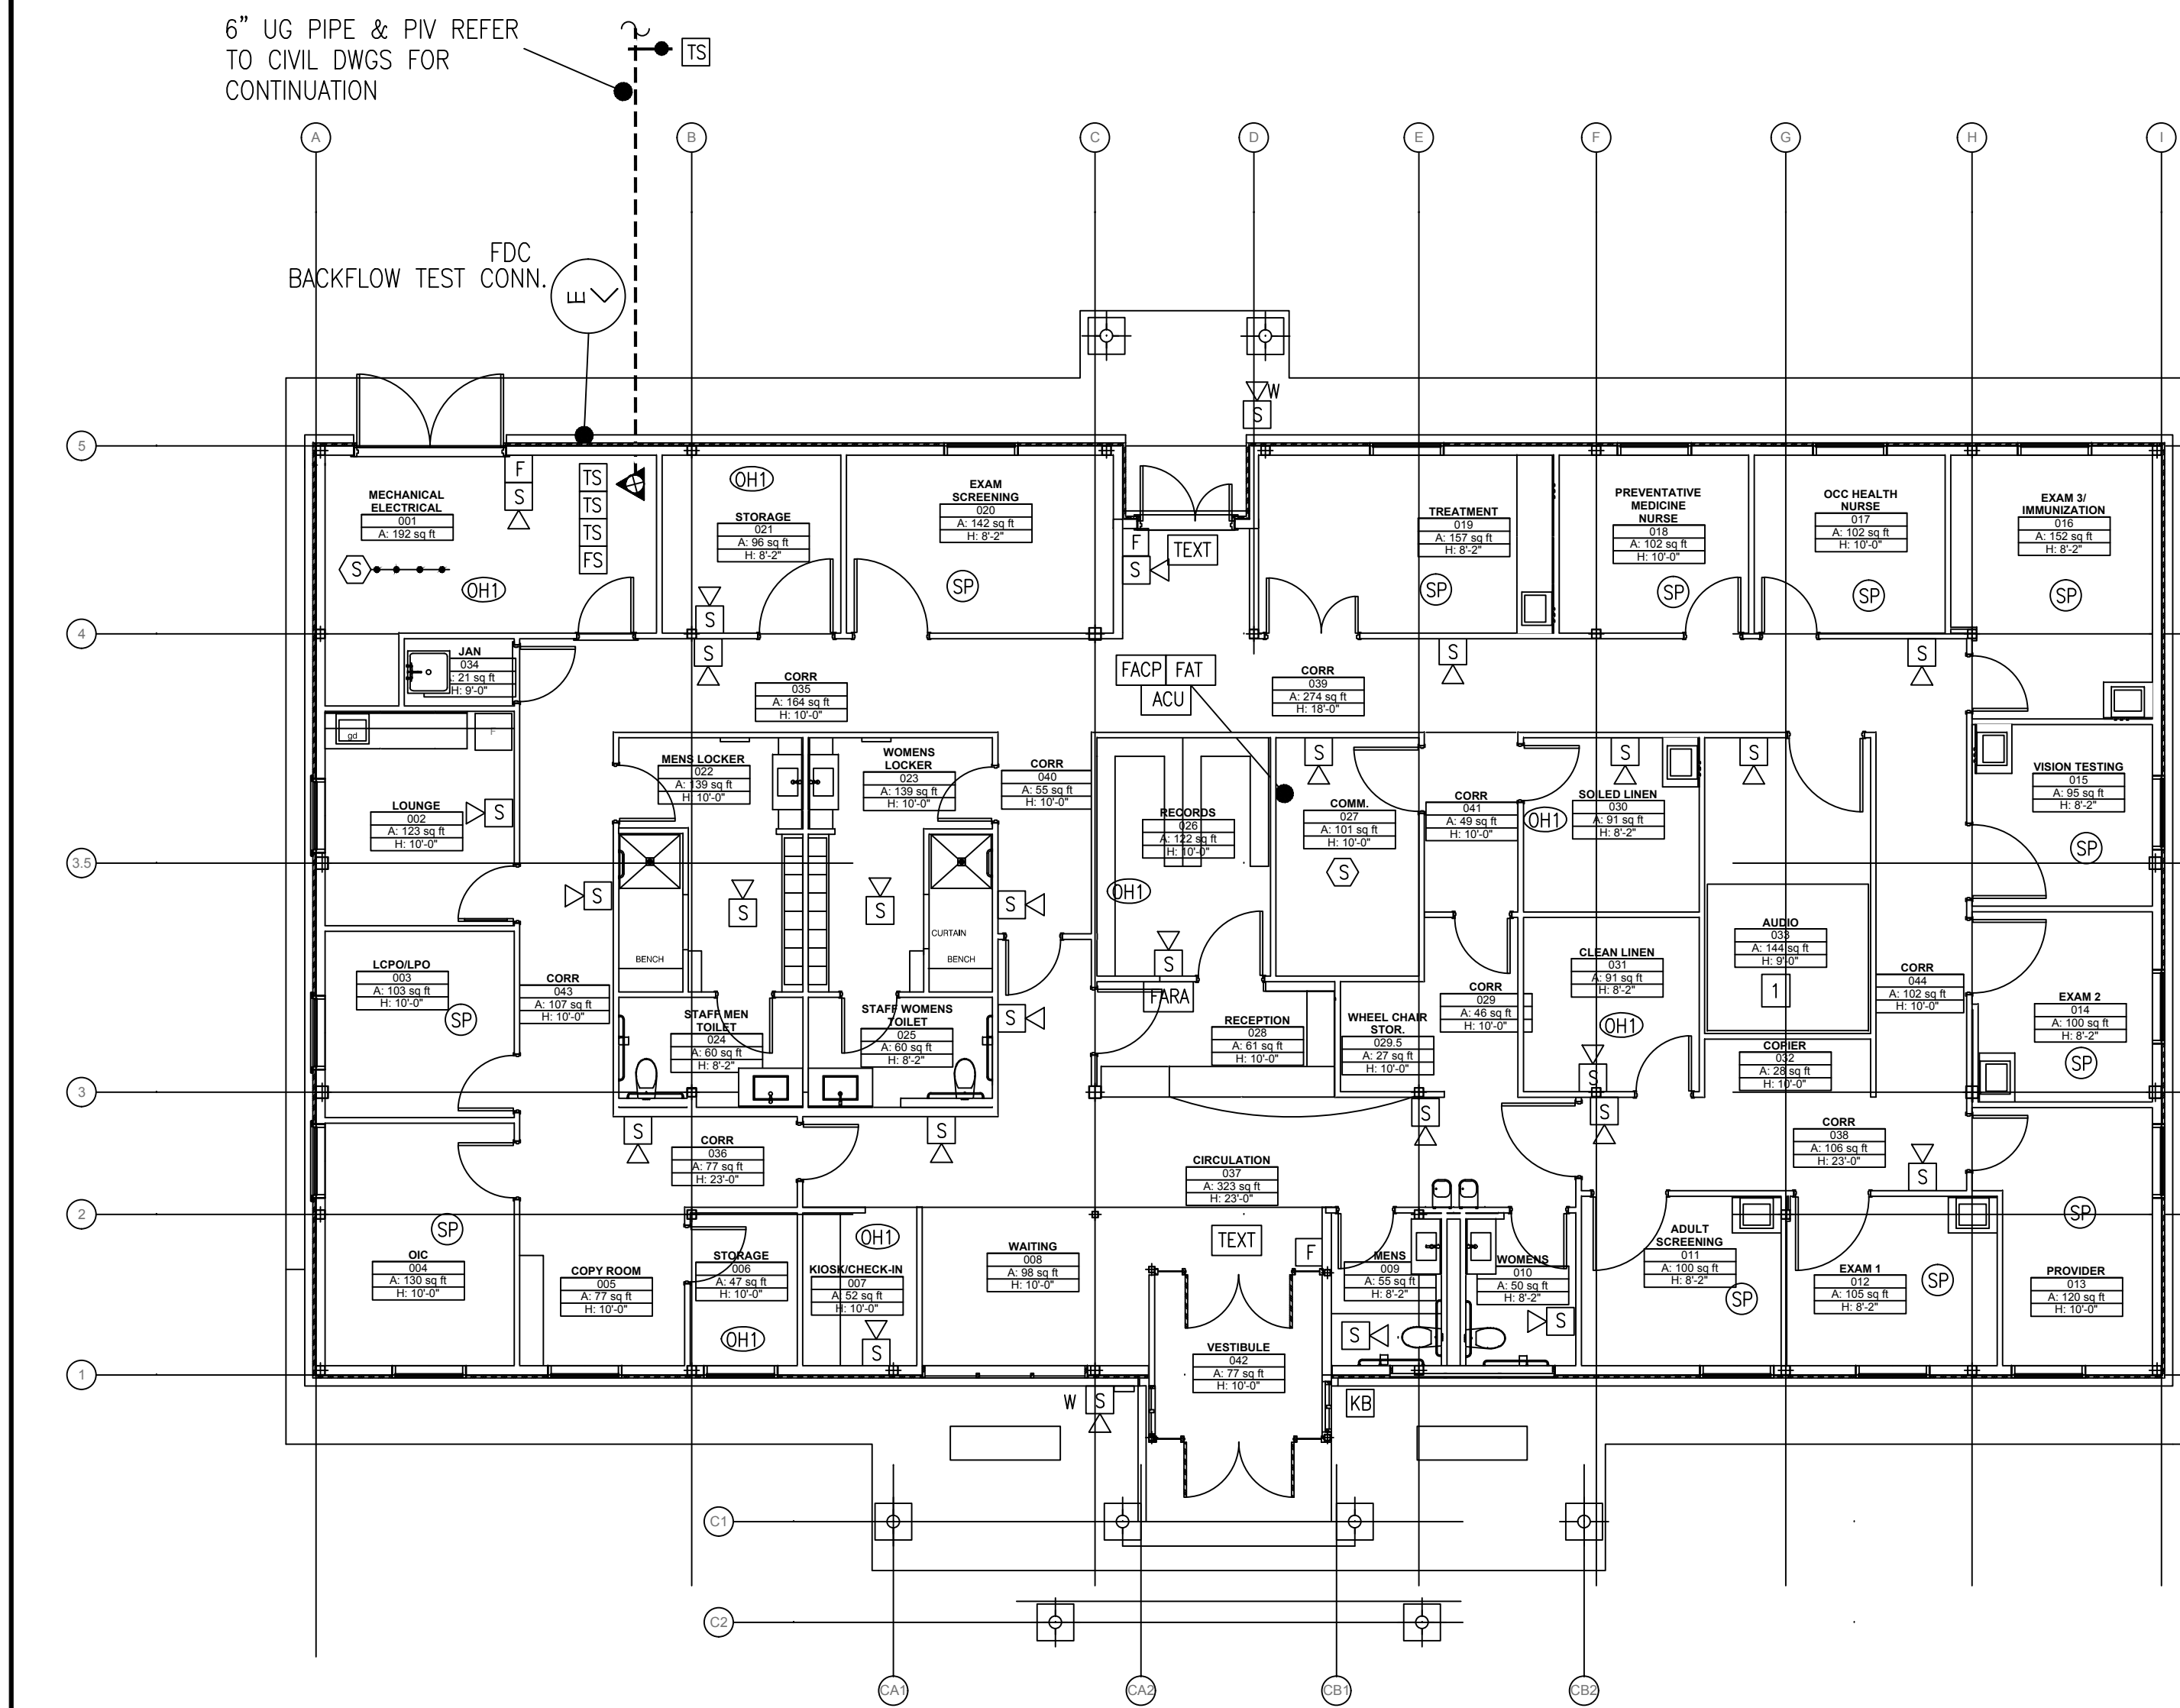 6” UG PIPE & PIV REFER
TO CIVIL DWGS FOR
CONTINUATION
TS
A
B
C
D
E
F
G
H
I
FDC
BACKFLOW TEST CONN.
E
W
S
5
F
S
TS
TS
TS
FS
MECHANICAL
ELECTRICAL
001
A: 192 sq ft
S
OH1
OH1
STORAGE
021
A: 96 sq ft
H: 8'-2"
S
EXAM
SCREENING
020
A: 142 sq ft
H: 8'-2"
SP
F
S
TEXT
TREATMENT
019
A: 157 sq ft
H: 8'-2"
SP
PREVENTATIVE
MEDICINE
NURSE
018
A: 102 sq ft
H: 10'-0"
SP
OCC HEALTH
NURSE
017
A: 102 sq ft
H: 10'-0"
SP
EXAM 3/
IMMUNIZATION
016
A: 152 sq ft
H: 8'-2"
SP
4
JAN
034
: 21 sq ft
H: 9'-0"
S
CORR
035
A: 164 sq ft
H: 10'-0"
FACP
FAT
ACU
CORR
039
A: 274 sq ft
H: 18'-0"
S
S
gd
F
LOUNGE
002
A: 123 sq ft
H: 10'-0"
S
MENS LOCKER
022
A: 139 sq ft
H: 10'-0"
WOMENS
LOCKER
023
A: 139 sq ft
H: 10'-0"
CORR
040
A: 55 sq ft
H: 10'-0"
RECORDS
026
A: 122 sq ft
H: 10'-0"
S
COMM.
027
A: 101 sq ft
H: 10'-0"
S
CORR
041
A: 49 sq ft
H: 10'-0"
OH1
S
SOILED LINEN
030
A: 91 sq ft
H: 8'-2"
S
VISION TESTING
015
A: 95 sq ft
H: 8'-2"
SP
3.5
S
S
S
S
OH1
S
CURTAIN
BENCH
BENCH
LCPO/LPO
003
A: 103 sq ft
H: 10'-0"
SP
CORR
043
A: 107 sq ft
H: 10'-0"
STAFF MEN
TOILET
024
A: 60 sq ft
H: 8'-2"
STAFF WOMENS
TOILET
025
A: 60 sq ft
H: 8'-2"
S
FARA
RECEPTION
028
A: 61 sq ft
H: 10'-0"
WHEEL CHAIR
STOR.
029.5
A: 27 sq ft
H: 10'-0"
CORR
029
A: 46 sq ft
H: 10'-0"
CLEAN LINEN
031
A: 91 sq ft
H: 8'-2"
OH1
S
AUDIO
033
A: 144 sq ft
H: 9'-0"
1
COPIER
032
A: 28 sq ft
H: 10'-0"
CORR
044
A: 102 sq ft
H: 10'-0"
EXAM 2
014
A: 100 sq ft
H: 8'-2"
SP
3
S
S
S
S
CORR
036
A: 77 sq ft
H: 23'-0"
CIRCULATION
037
A: 323 sq ft
H: 23'-0"
CORR
038
A: 106 sq ft
H: 23'-0"
S
2
SP
OIC
004
A: 130 sq ft
H: 10'-0"
COPY ROOM
005
A: 77 sq ft
H: 10'-0"
STORAGE
006
A: 47 sq ft
H: 10'-0"
OH1
OH1
KIOSK/CHECK-IN
007
A: 52 sq ft
H: 10'-0"
S
WAITING
008
A: 98 sq ft
H: 10'-0"
TEXT
F
MENS
009
A: 55 sq ft
H: 8'-2"
S
WOMENS
010
A: 50 sq ft
H: 8'-2"
S
ADULT
SCREENING
011
A: 100 sq ft
H: 8'-2"
SP
EXAM 1
012
A: 105 sq ft
H: 8'-2"
SP
SP
PROVIDER
013
A: 120 sq ft
H: 10'-0"
VESTIBULE
042
A: 77 sq ft
H: 10'-0"
1
W
S
KB
C1
C2
CA1
CA2
CB1
CB2